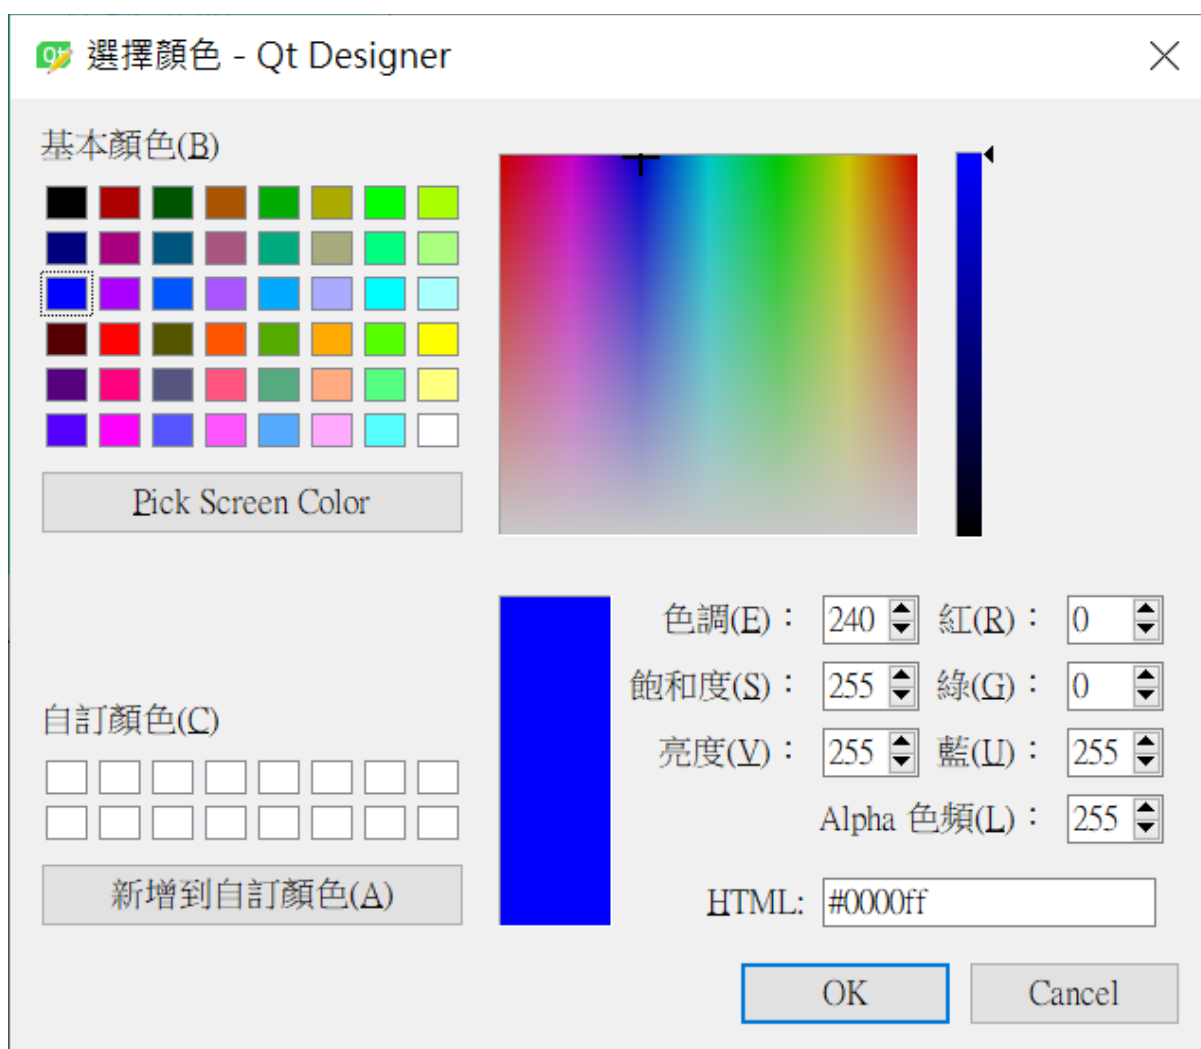 選擇顏色 - Qt Designer
基本顏色(B)
Pick Screen Color
自訂顏色(C)
新增到自訂顏色(A)
色調(E)： 240 紅(R)： 0
飽和度(S)： 255 綠(G)： 0
亮度(V)： 255 藍(U)： 255
Alpha 色頻(L)： 255
HTML: #0000ff
OK Cancel